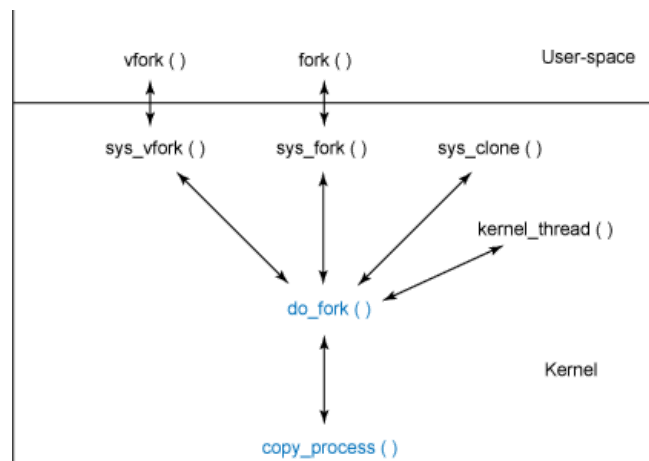 vfork ( )
fork ( )
User-space
sys_vfork ( )
sys_fork ( )
sys_clone ( )
kernel_thread ( )
do_fork ( )
Kernel
copy_process ( )